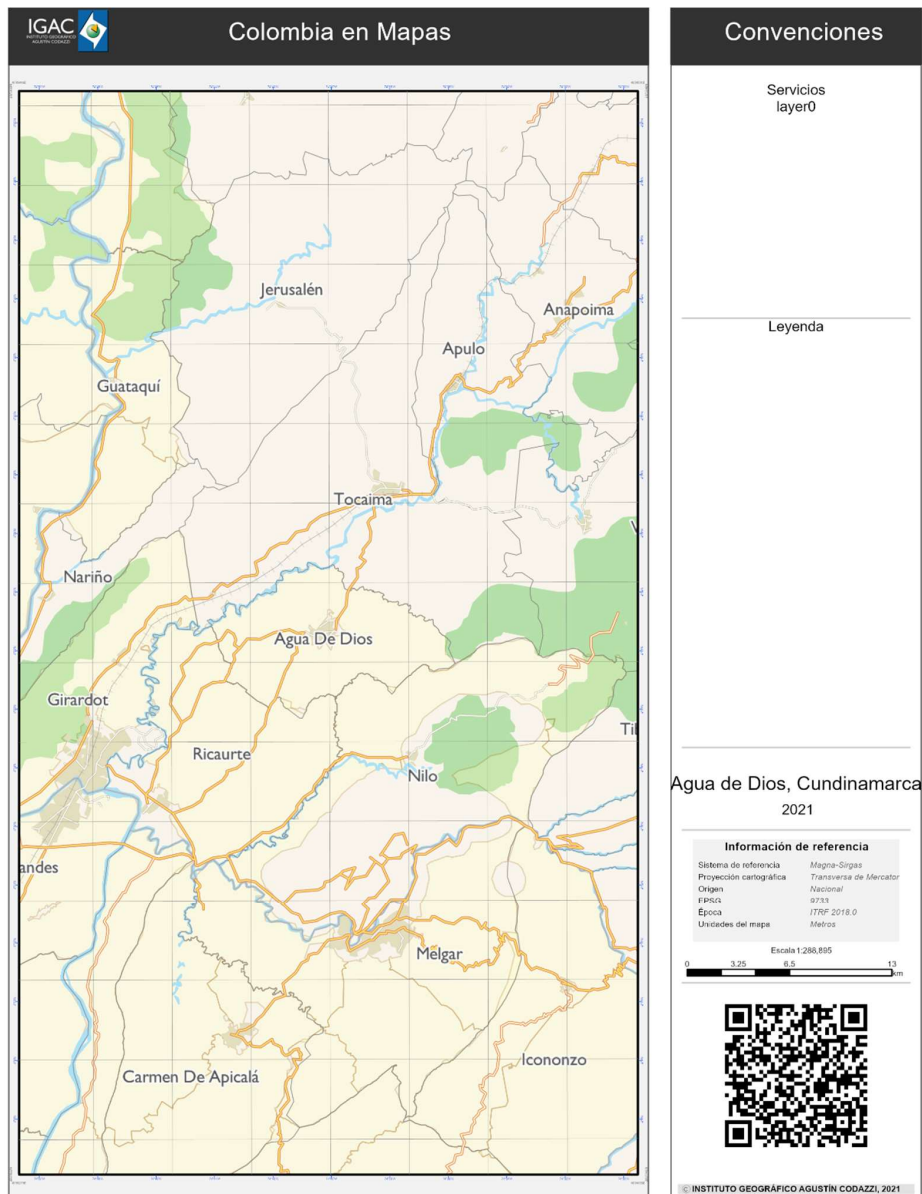 IGAC
INSTITUTO GEOGRÁFICO
AGUSTÍN CODAZZI
Colombia en Mapas
Jerusalén
Anapoima
Apulo
Guataquí
Tocaima
Nariño
Agua De Dios
Girardot
Ricaurte
Nilo
andes
Melgar
Icononzo
Carmen De Apicalá
Convenciones
Servicios
layer0
Leyenda
Agua de Dios, Cundinamarca
2021
Información de referencia
Sistema de referencia Magna-Sirgas
Proyección cartográfica Transversa de Mercator
Origen Nacional
EPSG 9733
Época ITRF 2018.0
Unidades del mapa Metros
Escala 1:288,895
0 3.25 6.5 13
km
© INSTITUTO GEOGRÁFICO AGUSTÍN CODAZZI, 2021